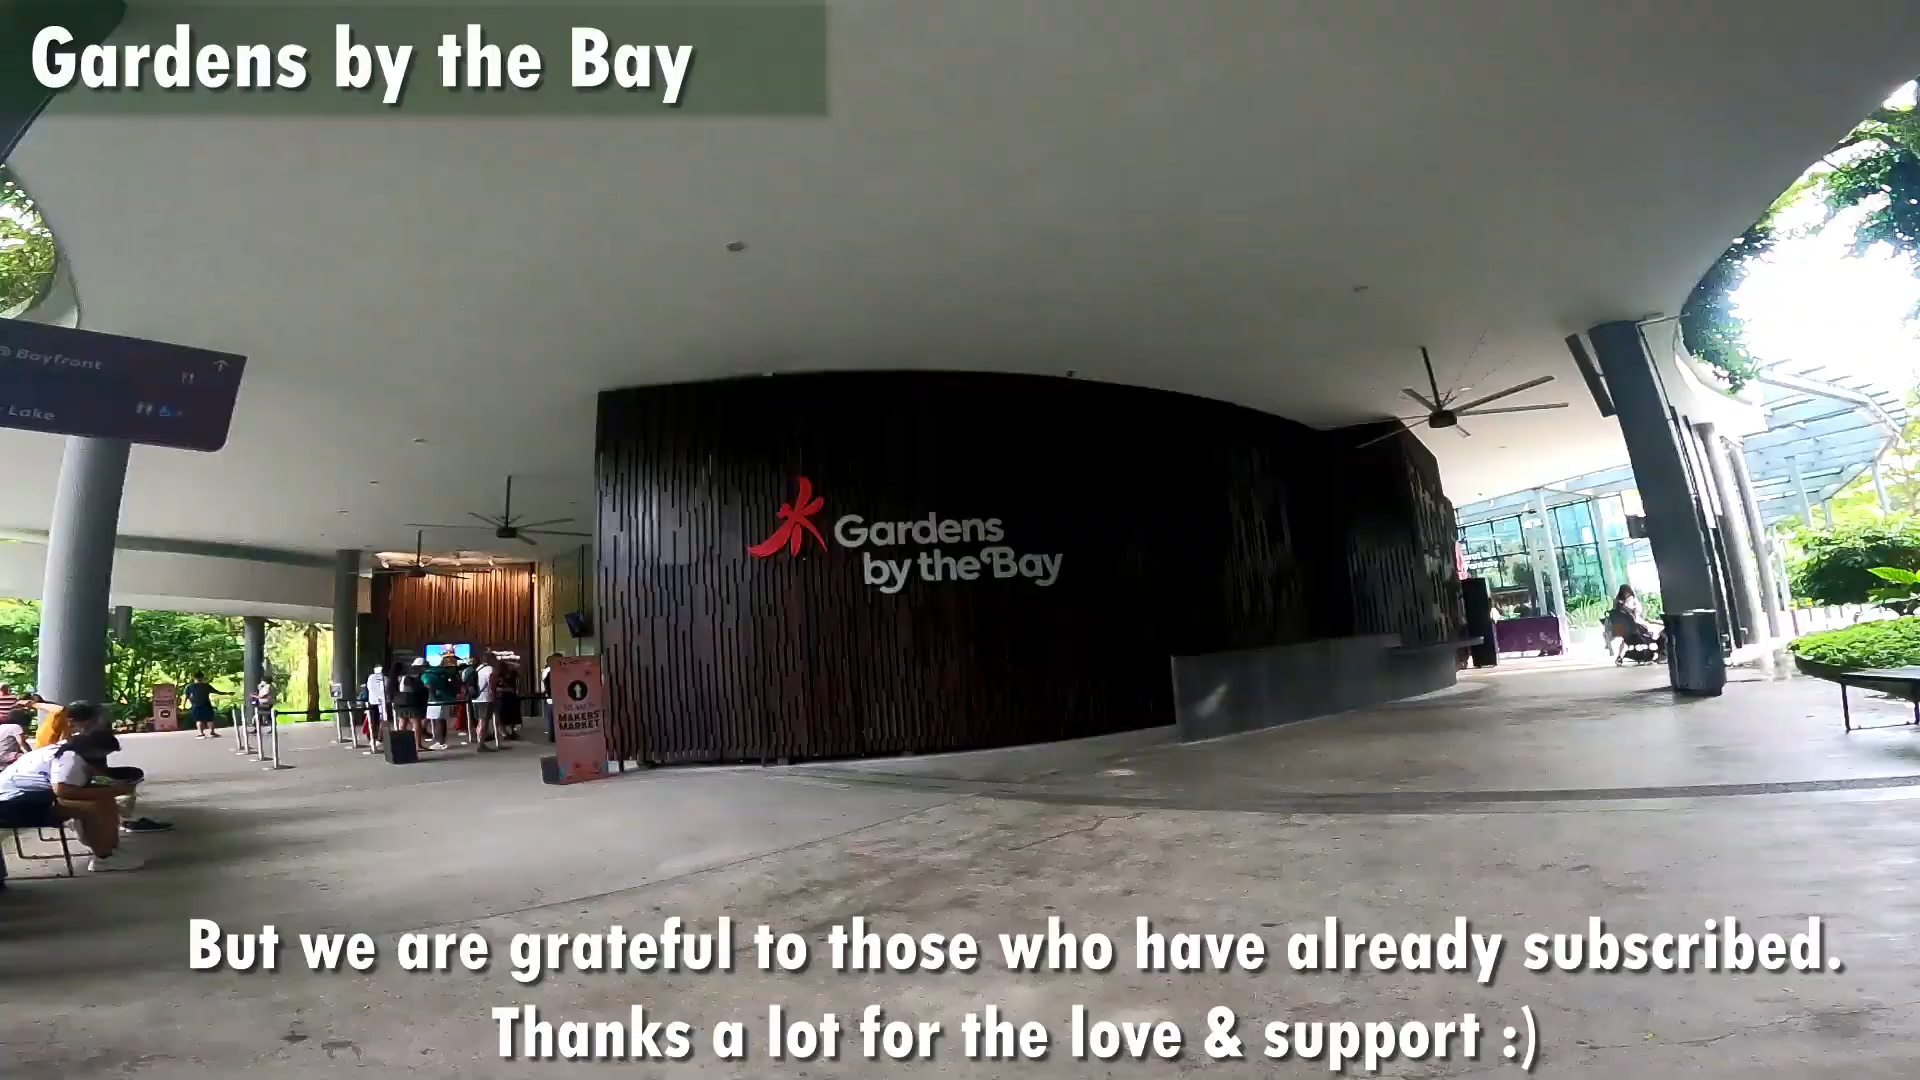 Gardens by the Bay
Bayfront
Lake
Gardens
by the Bay
MAKERS'
MARKET
But we are grateful to those who have already subscribed.
Thanks a lot for the love & support :)